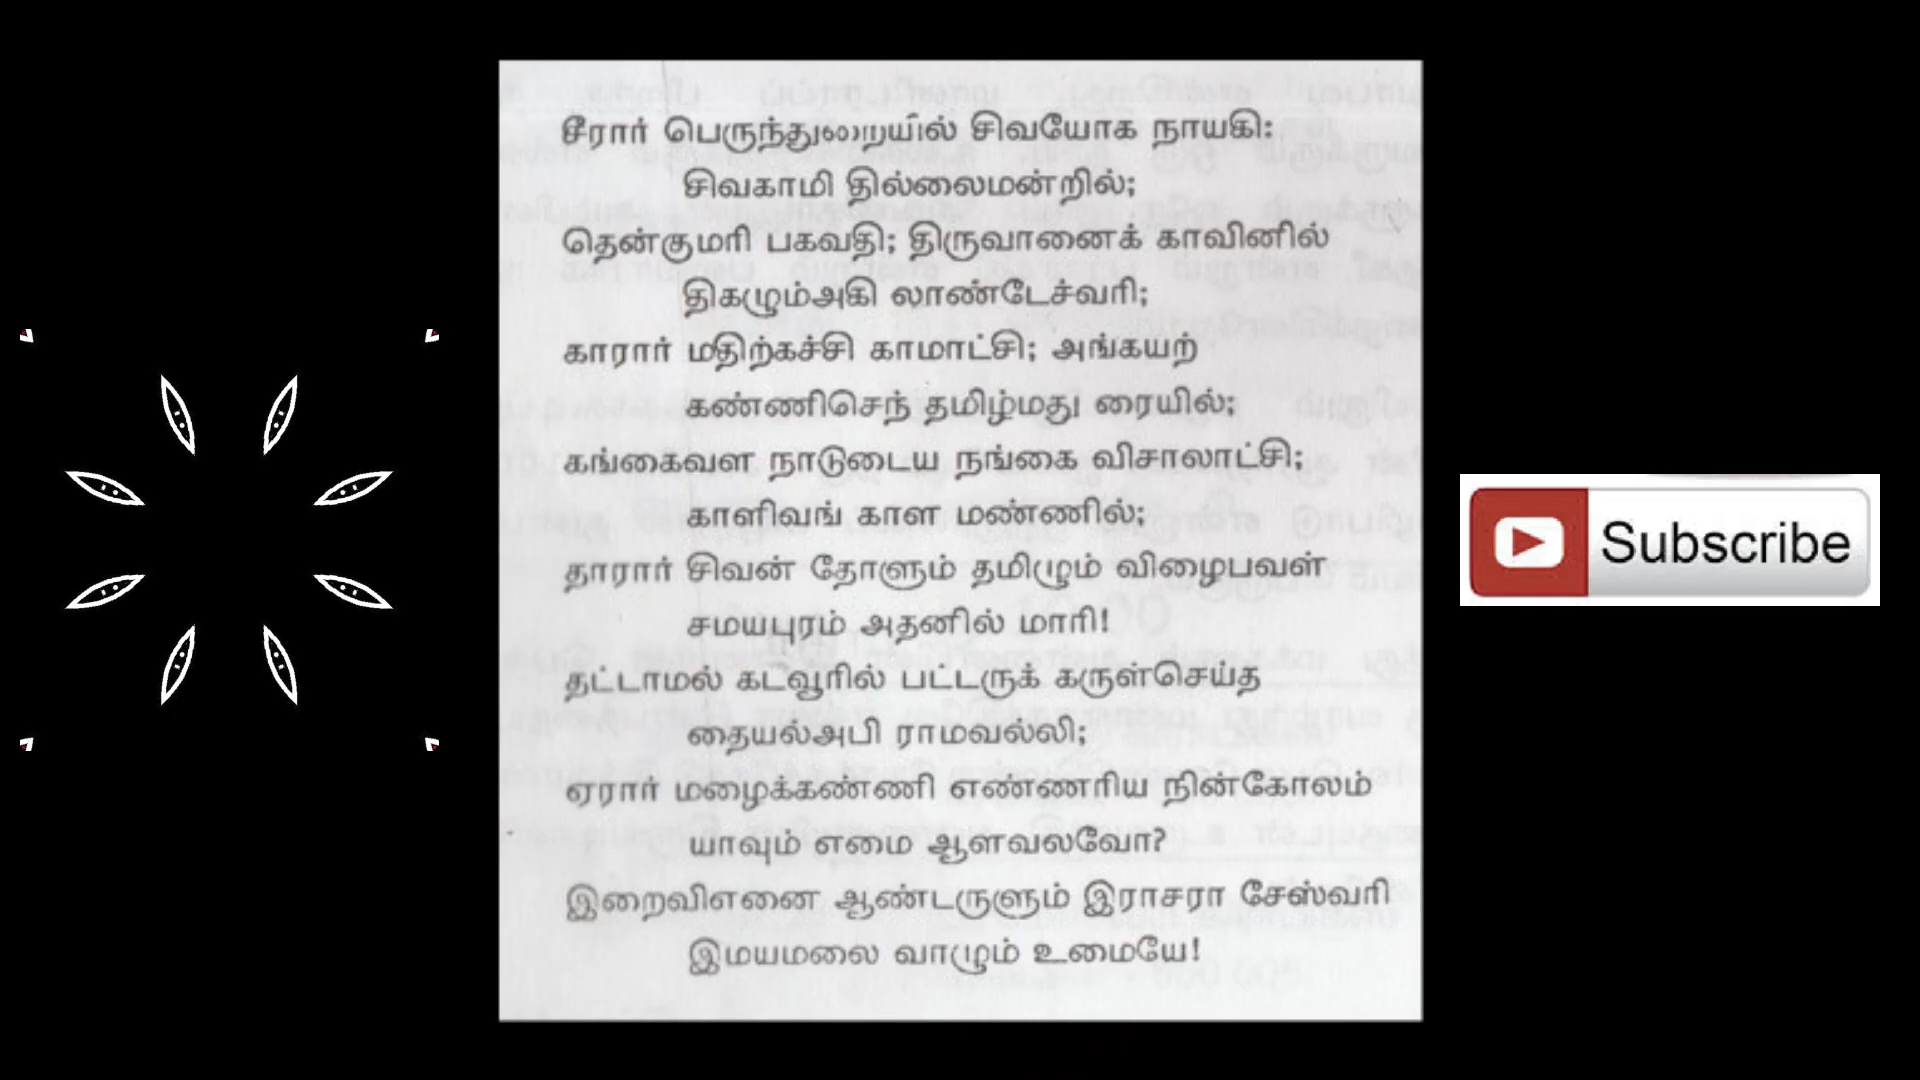 சீரார் பெருந்துறையில் சிவயோக நாயகி:
சிவகாமி தில்லைமன்றில்;
தென்குமரி பகவதி; திருவானைக் காவினில்
திகழும்அகி லாண்டேச்வரி;
காரார் மதிற்கச்சி காமாட்சி; அங்கயற்
கண்ணிசெந் தமிழ்மது ரையில்;
கங்கைவள நாடுடைய நங்கை விசாலாட்சி;
காளிவங் காள மண்ணில்;
தாரார் சிவன் தோளும் தமிழும் விழைபவள்
சமயபுரம் அதனில் மாரி!
தட்டாமல் கடவூரில் பட்டருக் கருள்செய்த
தையல்அபி ராமவல்லி;
ஏரார் மழைக்கண்ணி எண்ணரிய நின்கோலம்
யாவும் எமை ஆளவலவோ?
இறைவிஎனை ஆண்டருளும் இராசரா சேஸ்வரி
இமயமலை வாழும் உமையே!
Subscribe